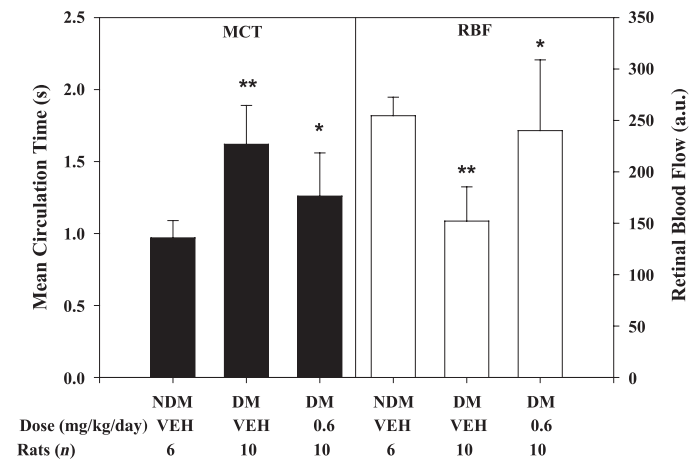 MCT
RBF
Mean Circulation Time (s)
2.5
2.0
1.5
1.0
0.5
0.0
**
*
**
*
350
300
250
200
150
100
50
0
Retinal Blood Flow (a.u.)
NDM DM DM NDM DM DM
Dose (mg/kg/day) VEH VEH 0.6 VEH VEH 0.6
Rats (n) 6 10 10 6 10 10